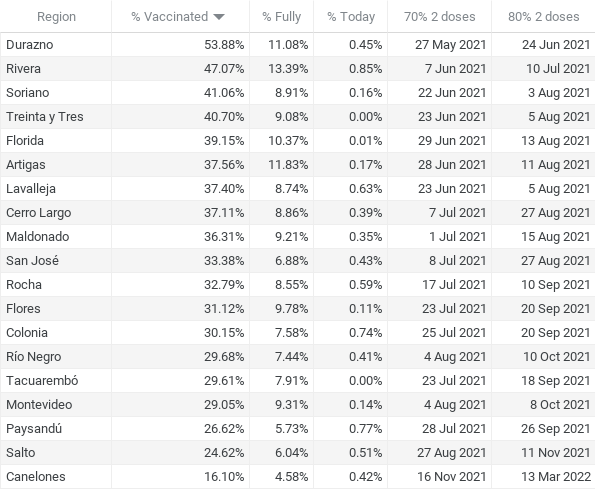 Region % Vaccinated % Fully % Today 70% 2 doses 80% 2 doses
Durazno 53.88% 11.08% 0.45% 27 May 2021 24 Jun 2021
Rivera 47.07% 13.39% 0.85% 7 Jun 2021 10 Jul 2021
Soriano 41.06% 8.91% 0.16% 22 Jun 2021 3 Aug 2021
Treinta y Tres 40.70% 9.08% 0.00% 23 Jun 2021 5 Aug 2021
Florida 39.15% 10.37% 0.01% 29 Jun 2021 13 Aug 2021
Artigas 37.56% 11.83% 0.17% 28 Jun 2021 11 Aug 2021
Lavalleja 37.40% 8.74% 0.63% 23 Jun 2021 5 Aug 2021
Cerro Largo 37.11% 8.86% 0.39% 7 Jul 2021 27 Aug 2021
Maldonado 36.31% 9.21% 0.35% 1 Jul 2021 15 Aug 2021
San José 33.38% 6.88% 0.43% 8 Jul 2021 27 Aug 2021
Rocha 32.79% 8.55% 0.59% 17 Jul 2021 10 Sep 2021
Flores 31.12% 9.78% 0.11% 23 Jul 2021 20 Sep 2021
Colonia 30.15% 7.58% 0.74% 25 Jul 2021 20 Sep 2021
Río Negro 29.68% 7.44% 0.41% 4 Aug 2021 10 Oct 2021
Tacuarembó 29.61% 7.91% 0.00% 23 Jul 2021 18 Sep 2021
Montevideo 29.05% 9.31% 0.14% 4 Aug 2021 8 Oct 2021
Paysandú 26.62% 5.73% 0.77% 28 Jul 2021 26 Sep 2021
Salto 24.62% 6.04% 0.51% 27 Aug 2021 11 Nov 2021
Canelones 16.10% 4.58% 0.42% 16 Nov 2021 13 Mar 2022